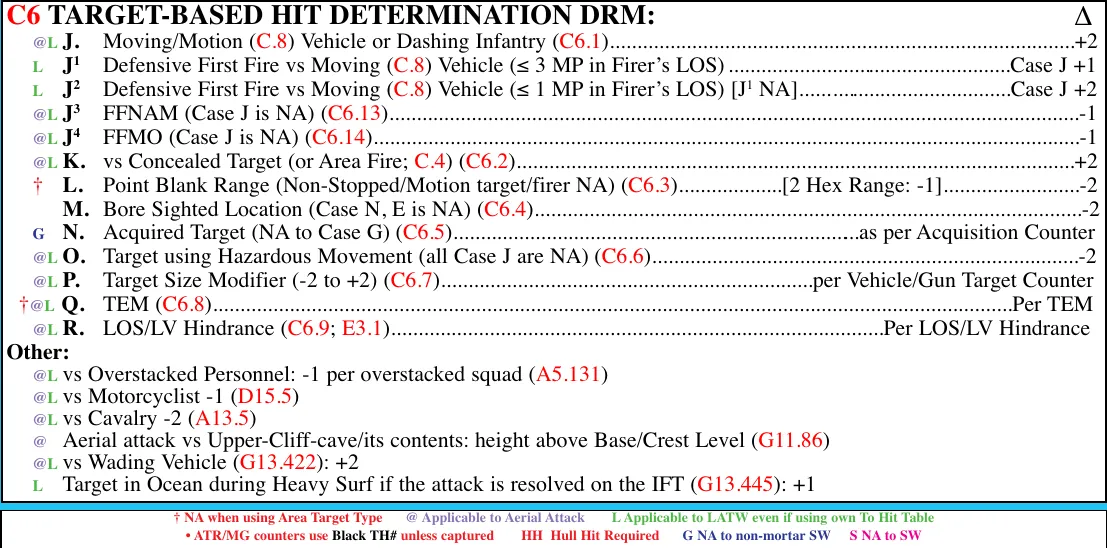 C6 TARGET-BASED HIT DETERMINATION DRM: Δ
@L J. Moving/Motion (C.8) Vehicle or Dashing Infantry (C6.1)....................+2
L J¹ Defensive First Fire vs Moving (C.8) Vehicle (≤ 3 MP in Firer's LOS) ....................Case J +1
L J² Defensive First Fire vs Moving (C.8) Vehicle (≤ 1 MP in Firer's LOS) [J¹ NA]....................Case J +2
@L J³ FFNAM (Case J is NA) (C6.13)....................-1
@L J⁴ FFMO (Case J is NA) (C6.14)....................-1
@L K. vs Concealed Target (or Area Fire; C.4) (C6.2)....................+2
† L. Point Blank Range (Non-Stopped/Motion target/firer NA) (C6.3)..................[2 Hex Range: -1]....................-2
M. Bore Sighted Location (Case N, E is NA) (C6.4)....................-2
G N. Acquired Target (NA to Case G) (C6.5)....................as per Acquisition Counter
@L O. Target using Hazardous Movement (all Case J are NA) (C6.6)....................-2
@L P. Target Size Modifier (-2 to +2) (C6.7)....................per Vehicle/Gun Target Counter
†@L Q. TEM (C6.8)....................Per TEM
@L R. LOS/LV Hindrance (C6.9; E3.1)....................Per LOS/LV Hindrance
Other:
@L vs Overstacked Personnel: -1 per overstacked squad (A5.131)
@L vs Motorcyclist -1 (D15.5)
@L vs Cavalry -2 (A13.5)
@ Aerial attack vs Upper-Cliff-cave/its contents: height above Base/Crest Level (G11.86)
@L vs Wading Vehicle (G13.422): +2
L Target in Ocean during Heavy Surf if the attack is resolved on the IFT (G13.445): +1
† NA when using Area Target Type @ Applicable to Aerial Attack L Applicable to LATW even if using own To Hit Table
• ATR/MG counters use Black TH# unless captured HH Hull Hit Required G NA to non-mortar SW S NA to SW